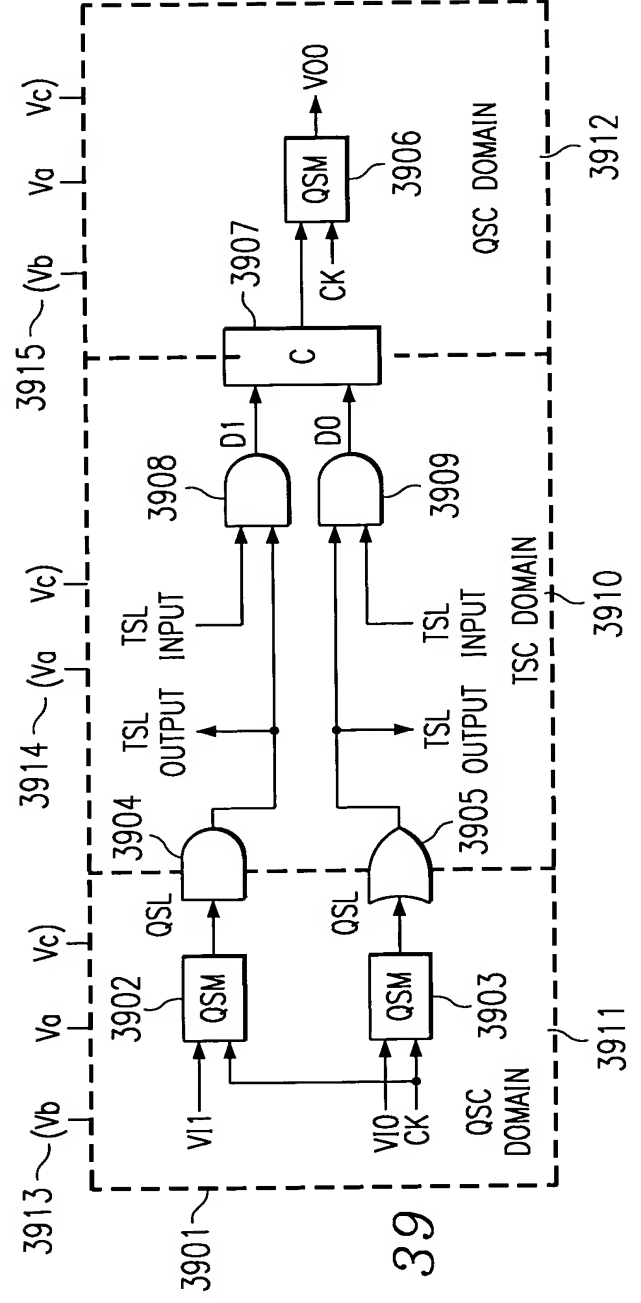 3913
(Vb
Va
Vc)
3914
(Va
Vc)
3915
(Vb
Va
Vc)
3901
3902
QSM
VI1
QSL
3904
TSL
OUTPUT
TSL
INPUT
3908
D1
3907
C
QSM
VOO
CK
3906
VI0
CK
QSM
3903
QSL
3905
TSL
OUTPUT
TSL
INPUT
D0
3909
QSC
DOMAIN
TSC DOMAIN
QSC DOMAIN
3911
3910
3912
39